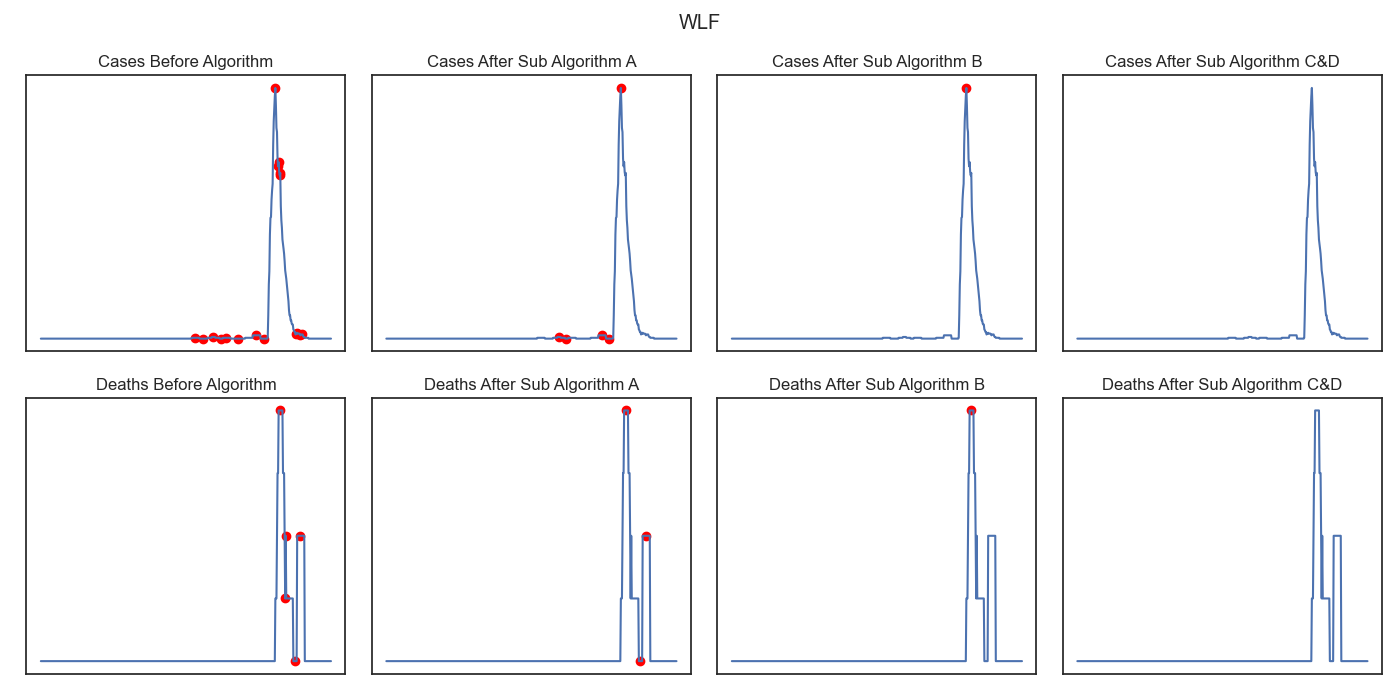 WLF
Cases Before Algorithm
Cases After Sub Algorithm A
Cases After Sub Algorithm B
Cases After Sub Algorithm C&D
Deaths Before Algorithm
Deaths After Sub Algorithm A
Deaths After Sub Algorithm B
Deaths After Sub Algorithm C&D